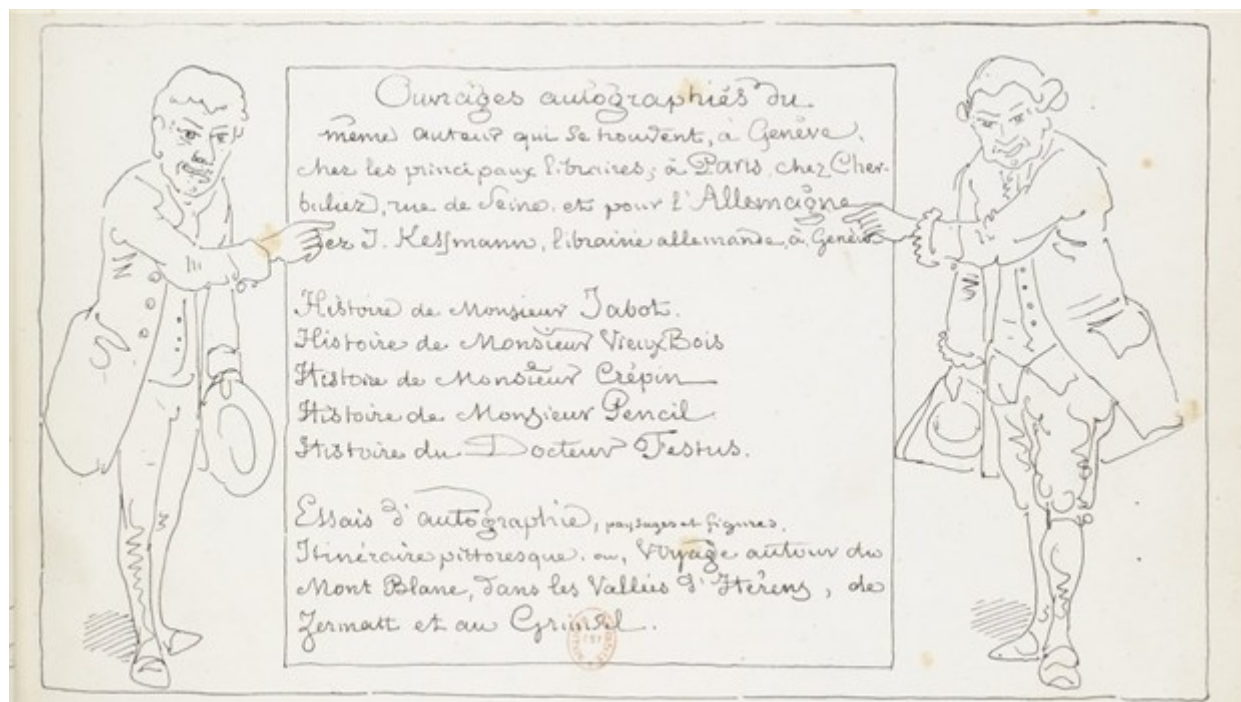 Ouvrages autographiés du
même auteur qui se trouvent, à Genève,
chez les principaux libraires; à Paris, chez Cher-
buliez, rue de Seine. et pour l'Allemagne
chez J. Kessmann, librairie allemande, à Genève
Histoire de Monsieur Jabot.
Histoire de Monsieur VieuxBois
Histoire de Monsieur Crépin
Histoire de Monsieur Pencil.
Histoire du Docteur Festus.
Essais d'autographie, paysages et figures.
Itinéraire pittoresque. ou, Voyage autour du
Mont Blanc, dans les Vallées d'Hérens, de
Zermatt et au Grimsel.